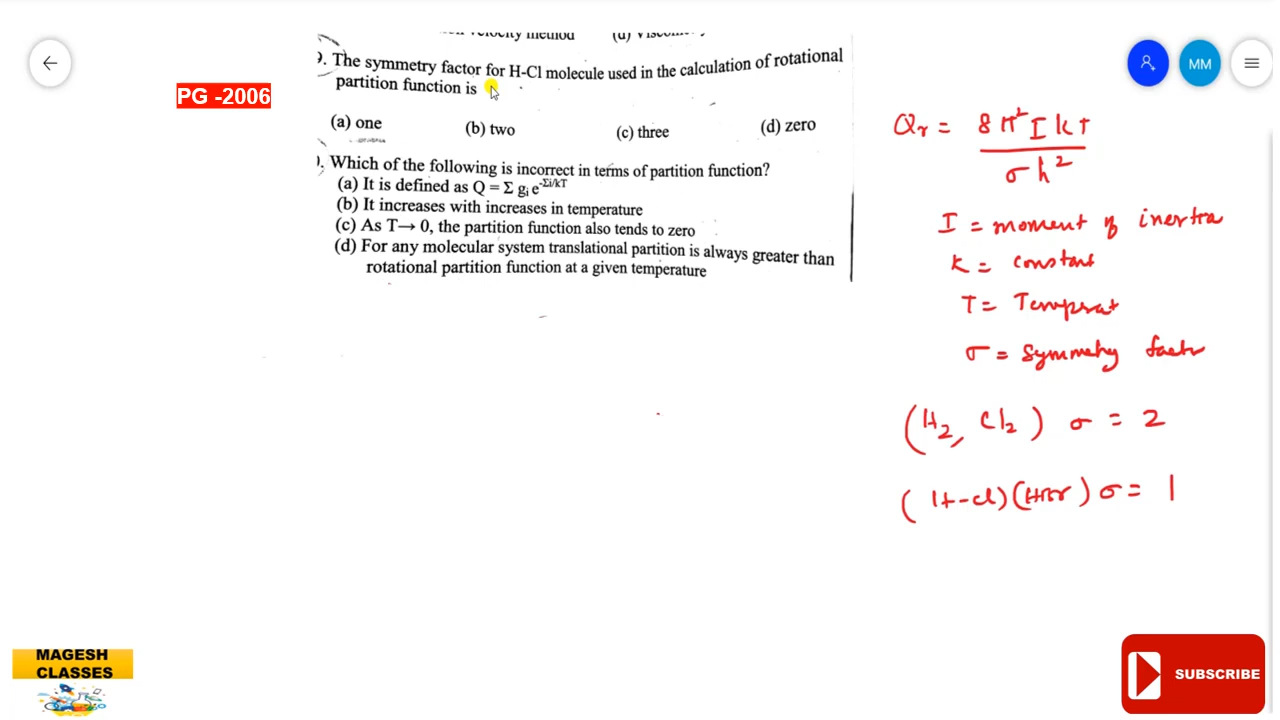 PG -2006
The symmetry factor for H-Cl molecule used in the calculation of rotational
partition function is
(a) one (b) two (c) three (d) zero
Which of the following is incorrect in terms of partition function?
(a) It is defined as Q = Σ gᵢ e^-Σi/kT
(b) It increases with increases in temperature
(c) As T→ 0, the partition function also tends to zero
(d) For any molecular system translational partition is always greater than
rotational partition function at a given temperature
Qr = 8π²IkT
σh²
I = moment of inertia
K = constant
T = Temperat
σ = Symmetry factor
(H₂, Cl₂) σ = 2
(H-Cl) (HBr) σ = 1
MM
MAGESH
CLASSES
SUBSCRIBE